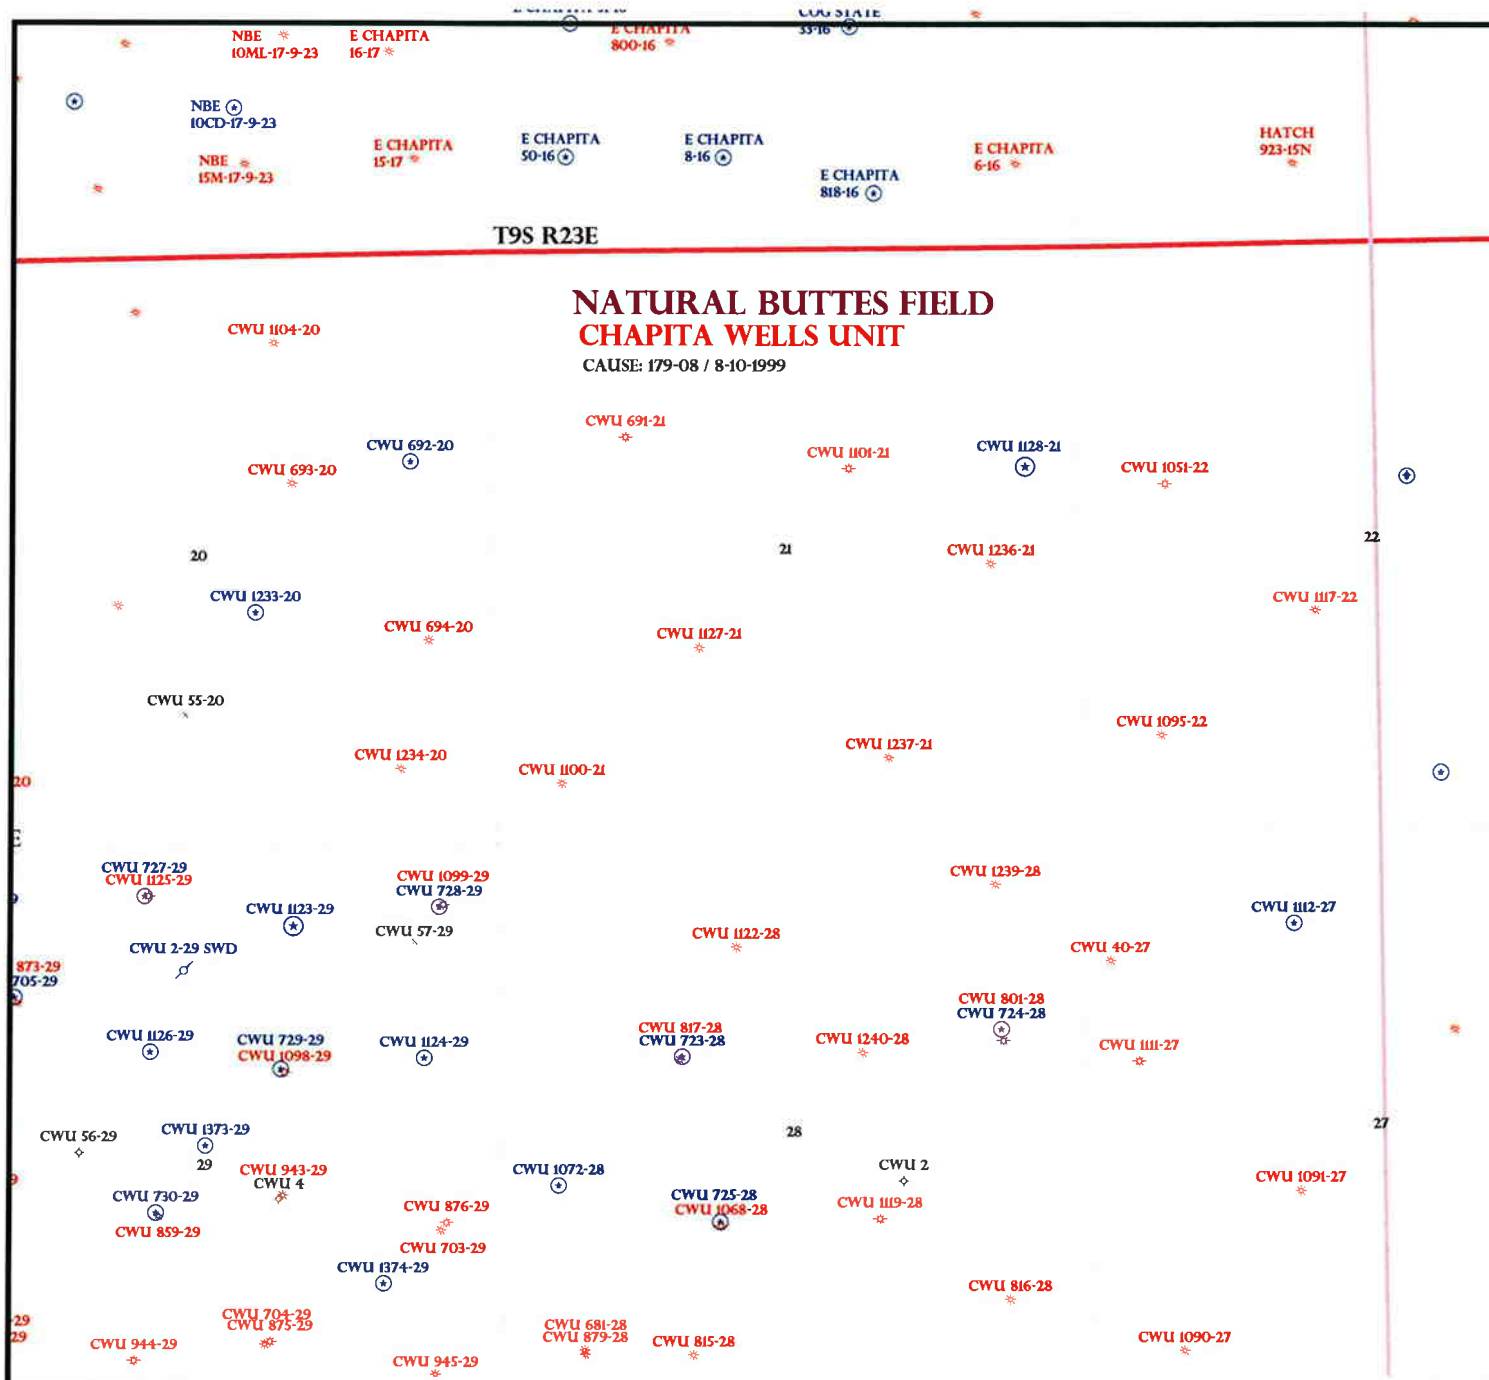 COG STATE
33-16
NBE
10ML-17-9-23
E CHAPITA
16-17
E CHAPITA
800-16
NBE
10CD-17-9-23
NBE
15M-17-9-23
E CHAPITA
15-17
E CHAPITA
50-16
E CHAPITA
8-16
E CHAPITA
818-16
E CHAPITA
6-16
HATCH
923-15N
T9S R23E
NATURAL BUTTES FIELD
CHAPITA WELLS UNIT
CAUSE: 179-08 / 8-10-1999
CWU 1104-20
CWU 691-21
CWU 692-20
CWU 1101-21
CWU 1128-21
CWU 693-20
CWU 1051-22
20
21
22
CWU 1236-21
CWU 1233-20
CWU 1117-22
CWU 694-20
CWU 1127-21
CWU 55-20
CWU 1095-22
CWU 1234-20
CWU 1237-21
CWU 1100-21
20
E
CWU 727-29
CWU 1125-29
CWU 1099-29
CWU 728-29
CWU 1239-28
9
CWU 1123-29
CWU 1112-27
CWU 57-29
CWU 1122-28
CWU 2-29 SWD
CWU 40-27
873-29
705-29
CWU 801-28
CWU 724-28
CWU 1126-29
CWU 729-29
CWU 1098-29
CWU 1124-29
CWU 817-28
CWU 723-28
CWU 1240-28
CWU 1111-27
CWU 56-29
CWU 1373-29
28
27
29
CWU 943-29
CWU 4
CWU 1072-28
CWU 2
CWU 1091-27
9
CWU 730-29
CWU 859-29
CWU 876-29
CWU 703-29
CWU 725-28
CWU 1068-28
CWU 1119-28
CWU 1374-29
CWU 816-28
-29
29
CWU 704-29
CWU 875-29
CWU 944-29
CWU 681-28
CWU 879-28
CWU 815-28
CWU 945-29
CWU 1090-27